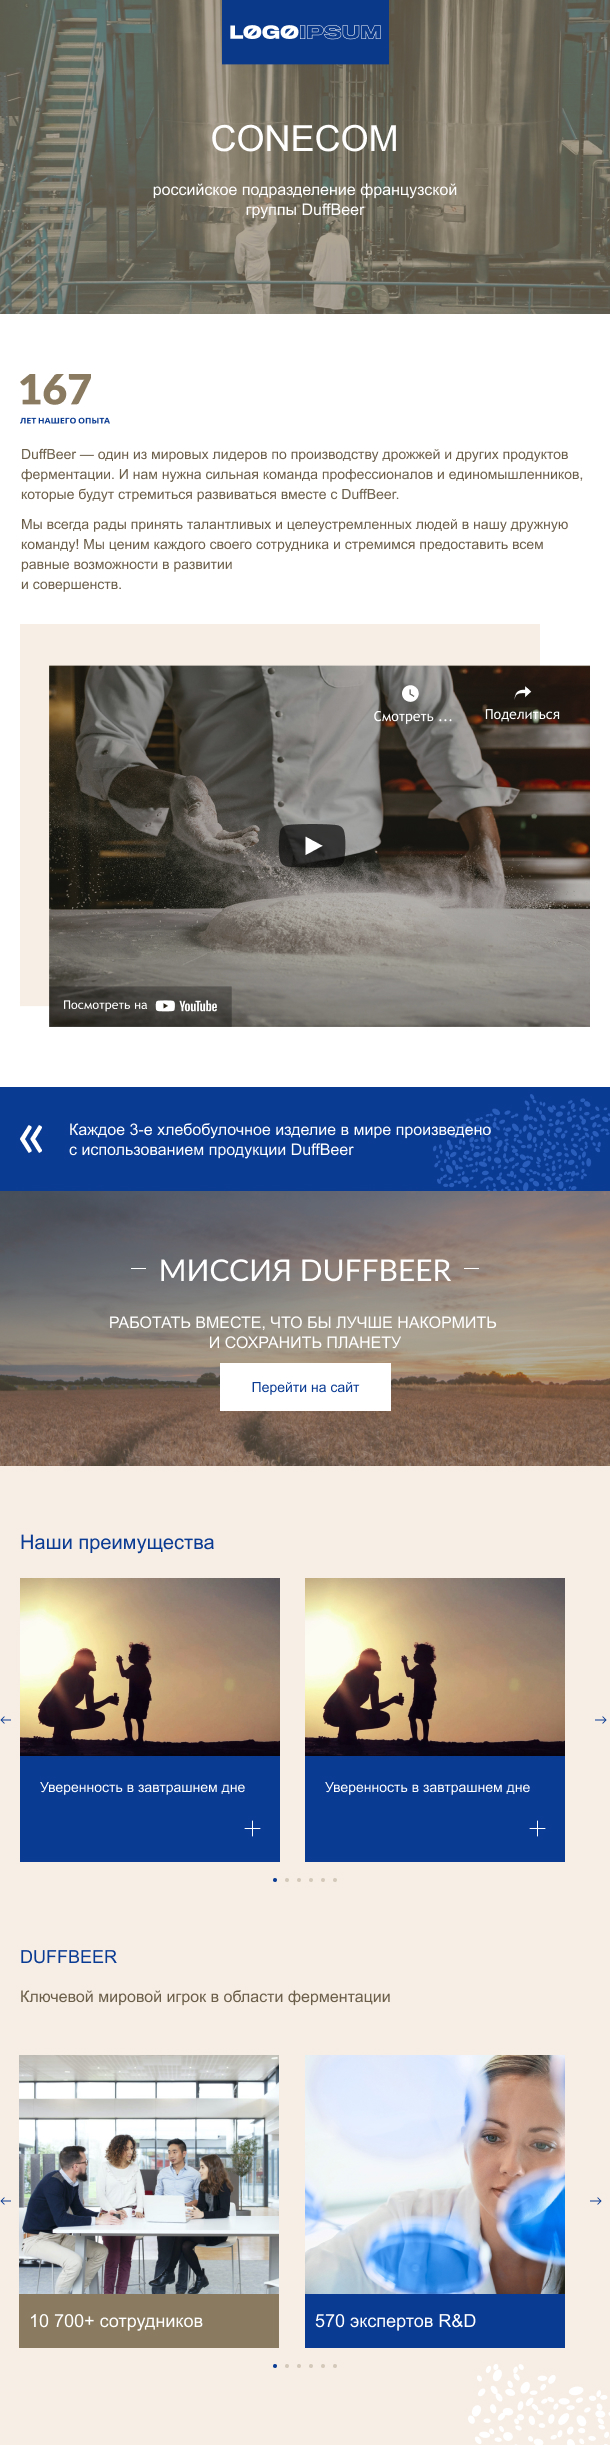 LOGOIPSUM
CONECOM
российское подразделение французской
группы DuffBeer
167
ЛЕТ НАШЕГО ОПЫТА
DuffBeer — один из мировых лидеров по производству дрожжей и других продуктов
ферментации. И нам нужна сильная команда профессионалов и единомышленников,
которые будут стремиться развиваться вместе с DuffBeer.
Мы всегда рады принять талантливых и целеустремленных людей в нашу дружную
команду! Мы ценим каждого своего сотрудника и стремимся предоставить всем
равные возможности в развитии
и совершенств.
Смотреть ...
Поделиться
Посмотреть на YouTube
Каждое 3-е хлебобулочное изделие в мире произведено
с использованием продукции DuffBeer
МИССИЯ DUFFBEER
РАБОТАТЬ ВМЕСТЕ, ЧТО БЫ ЛУЧШЕ НАКОРМИТЬ
И СОХРАНИТЬ ПЛАНЕТУ
Перейти на сайт
Наши преимущества
Уверенность в завтрашнем дне
Уверенность в завтрашнем дне
DUFFBEER
Ключевой мировой игрок в области ферментации
10 700+ сотрудников
570 экспертов R&D